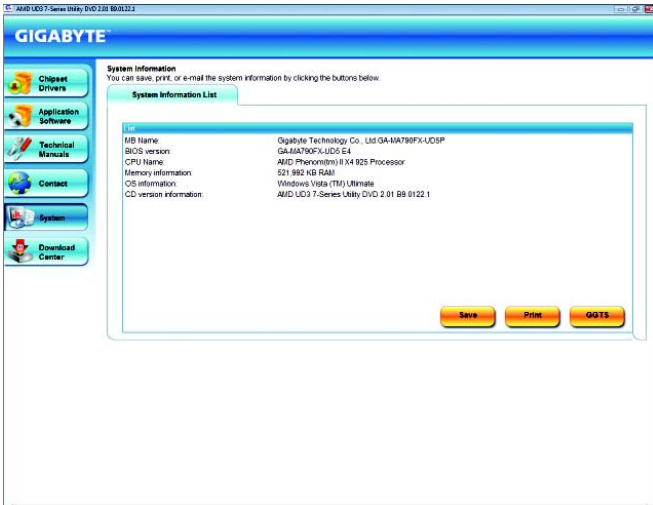 AMD UD3 7-Series Utility DVD 2.01 B9.0122.1
GIGABYTE™
System Information
You can save, print, or e-mail the system information by clicking the buttons below.
System Information List
Chipset
Drivers
Application
Software
Technical
Manuals
Contact
System
Download
Center
List
MB Name: Gigabyte Technology Co., Ltd.GA-MA790FX-UD5P
BIOS version: GA-MA790FX-UD5 E4
CPU Name: AMD Phenom(tm) II X4 925 Processor
Memory information: 521,992 KB RAM
OS information: Windows Vista (TM) Ultimate
CD version information: AMD UD3 7-Series Utility DVD 2.01 B9.0122.1
Save
Print
GGTS